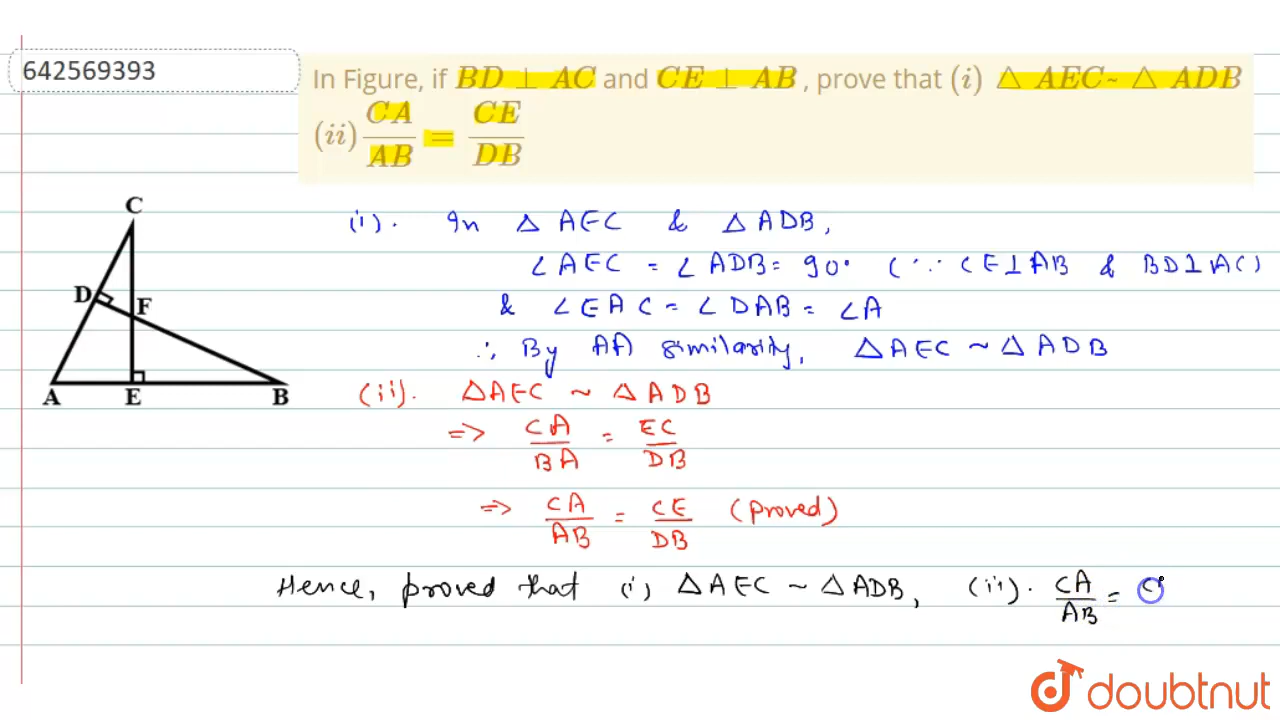 642569393
In Figure, if BD ⊥ AC and CE ⊥ AB , prove that (i) △ AEC~ △ ADB
(ii) CA/AB = CE/DB
C
D
F
A E B
(i). In △ AEC & △ ADB,
∠AEC = ∠ADB = 90° (∵ CE⊥AB & BD⊥AC)
& ∠EAC = ∠DAB = ∠A
∴ By AA similarity, △AEC ~ △ADB
(ii). △AEC ~ △ADB
=> CA/BA = EC/DB
=> CA/AB = CE/DB (Proved)
Hence, proved that (i) △AEC ~ △ADB, (ii). CA/AB = C
doubtnut